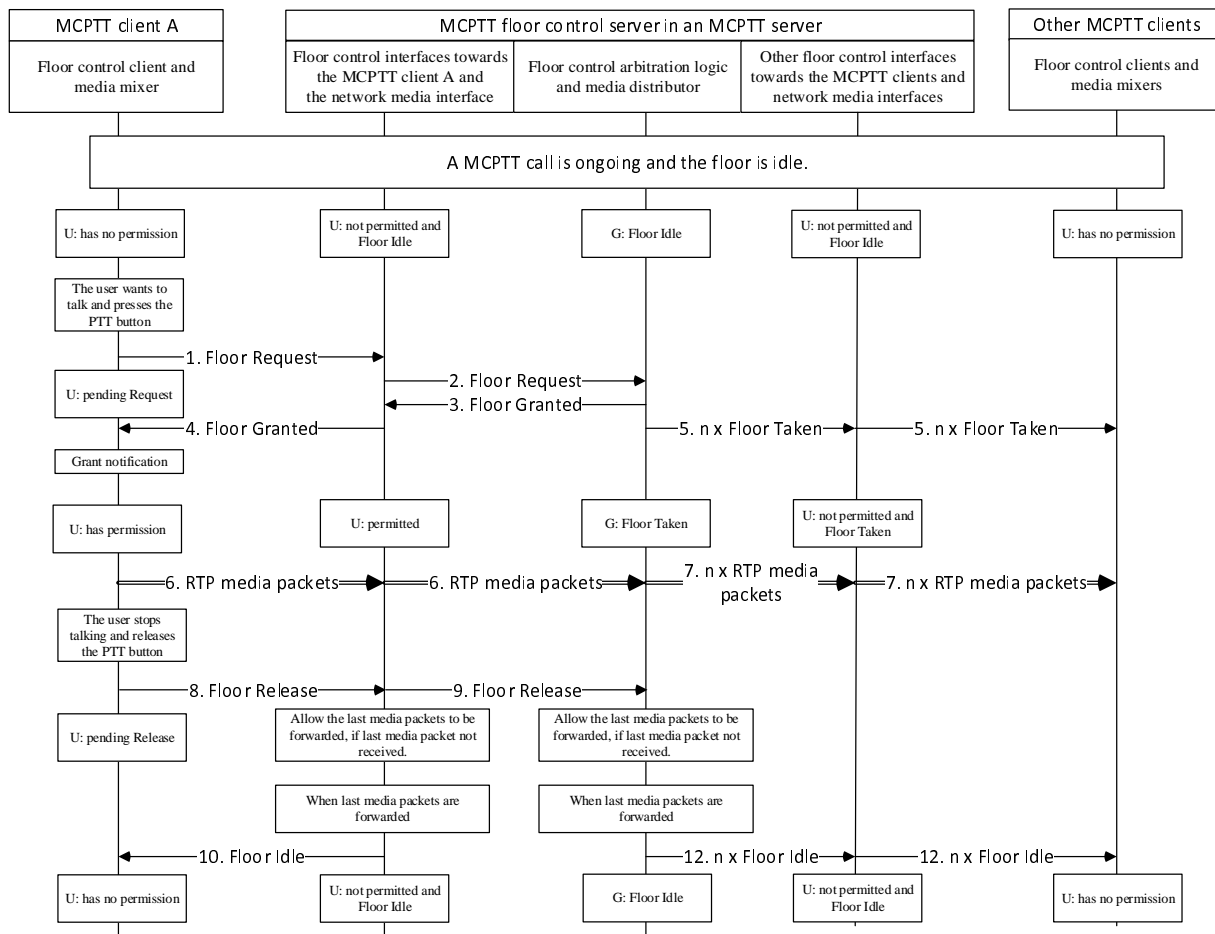 MCPTT client A
MCPTT floor control server in an MCPTT server
Other MCPTT clients
Floor control client and
media mixer
Floor control interfaces towards
the MCPTT client A and
the network media interface
Floor control arbitration logic
and media distributor
Other floor control interfaces
towards the MCPTT clients and
network media interfaces
Floor control clients and
media mixers
A MCPTT call is ongoing and the floor is idle.
U: has no permission
U: not permitted and
Floor Idle
G: Floor Idle
U: not permitted and
Floor Idle
U: has no permission
The user wants to
talk and presses the
PTT button
1. Floor Request
2. Floor Request
U: pending Request
3. Floor Granted
4. Floor Granted
5. n x Floor Taken
5. n x Floor Taken
Grant notification
U: has permission
U: permitted
G: Floor Taken
U: not permitted and
Floor Taken
6. RTP media packets
6. RTP media packets
7. n x RTP media
packets
7. n x RTP media packets
The user stops
talking and releases
the PTT button
8. Floor Release
9. Floor Release
U: pending Release
Allow the last media packets to be
forwarded, if last media packet not
received.
Allow the last media packets to be
forwarded, if last media packet not
received.
When last media packets are
forwarded
When last media packets are
forwarded
10. Floor Idle
12. n x Floor Idle
12. n x Floor Idle
U: has no permission
U: not permitted and
Floor Idle
G: Floor Idle
U: not permitted and
Floor Idle
U: has no permission